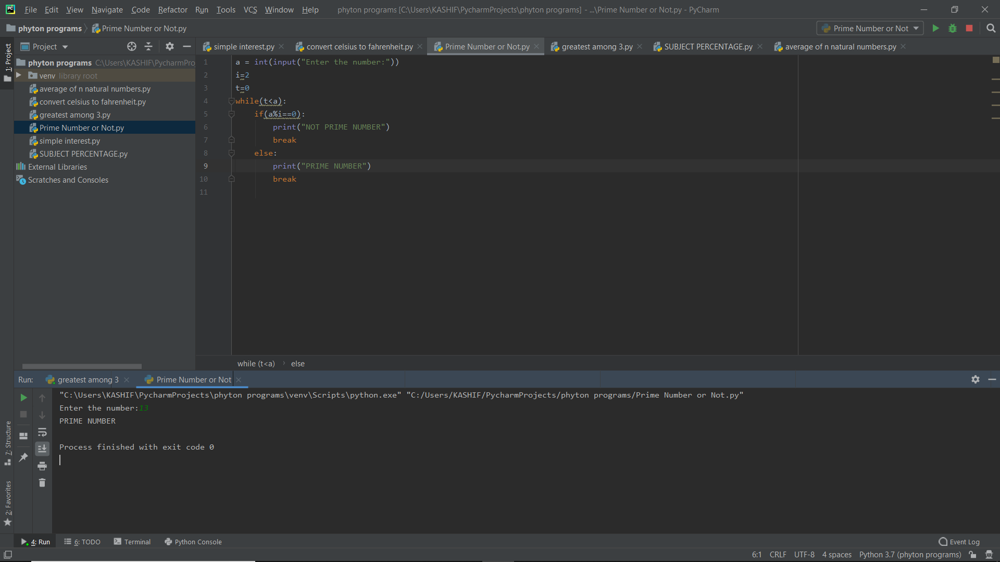 File Edit View Navigate Code Refactor Run Tools VCS Window Help phyton programs [C:\Users\KASHIF\PycharmProjects\phyton programs] - ...\Prime Number or Not.py - PyCharm
phyton programs Prime Number or Not.py Prime Number or Not
Project simple interest.py convert celsius to fahrenheit.py Prime Number or Not.py greatest among 3.py SUBJECT PERCENTAGE.py average of n natural numbers.py
1: Project
phyton programs C:\Users\KASHIF\PycharmPro
venv library root
average of n natural numbers.py
convert celsius to fahrenheit.py
greatest among 3.py
Prime Number or Not.py
simple interest.py
SUBJECT PERCENTAGE.py
External Libraries
Scratches and Consoles
1 a = int(input("Enter the number:"))
2 i=2
3 t=0
4 while(t<a):
5 if(a%i==0):
6 print("NOT PRIME NUMBER")
7 break
8 else:
9 print("PRIME NUMBER")
10 break
11
while (t<a) › else
Run: greatest among 3 Prime Number or Not
"C:\Users\KASHIF\PycharmProjects\phyton programs\venv\Scripts\python.exe" "C:/Users/KASHIF/PycharmProjects/phyton programs/Prime Number or Not.py"
Enter the number:13
PRIME NUMBER
Process finished with exit code 0
7: Structure
2: Favorites
4: Run 6: TODO Terminal Python Console Event Log
6:1 CRLF UTF-8 4 spaces Python 3.7 (phyton programs)